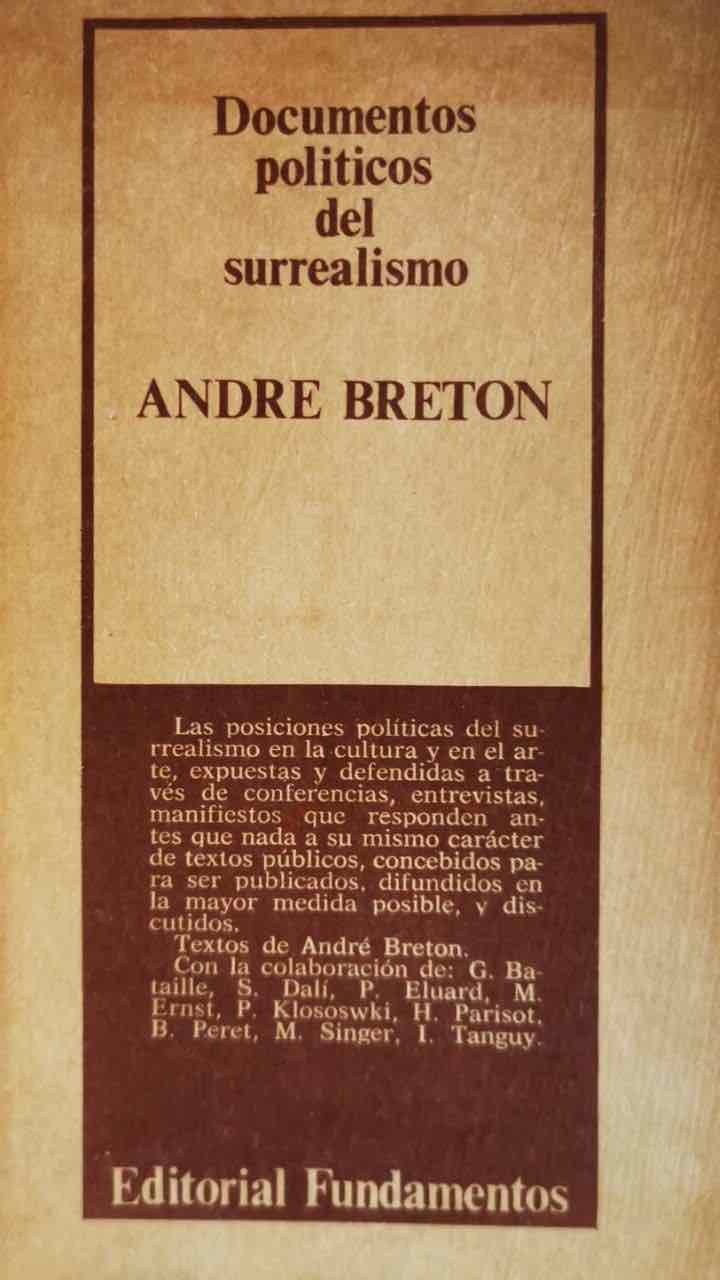 Documentos
politicos
del
surrealismo
ANDRE BRETON
Las posiciones políticas del su-
rrealismo en la cultura y en el ar-
te, expuestas y defendidas a tra-
vés de conferencias, entrevistas,
manifiestos que responden an-
tes que nada a su mismo carácter
de textos públicos, concebidos pa-
ra ser publicados, difundidos en
la mayor medida posible, y dis-
cutidos.
Textos de André Breton.
Con la colaboración de: G. Ba-
taille, S. Dalí, P. Eluard, M.
Ernst, P. Klososwki, H. Parisot,
B. Peret, M. Singer, I. Tanguy.
Editorial Fundamentos